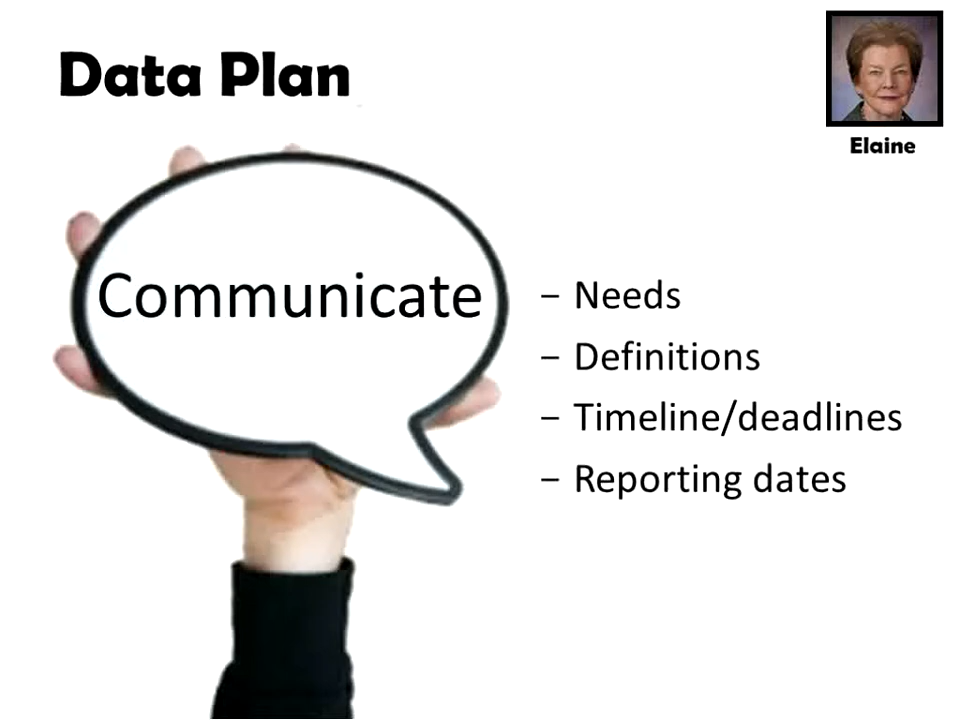 Data Plan
Elaine
Communicate
– Needs
– Definitions
– Timeline/deadlines
– Reporting dates